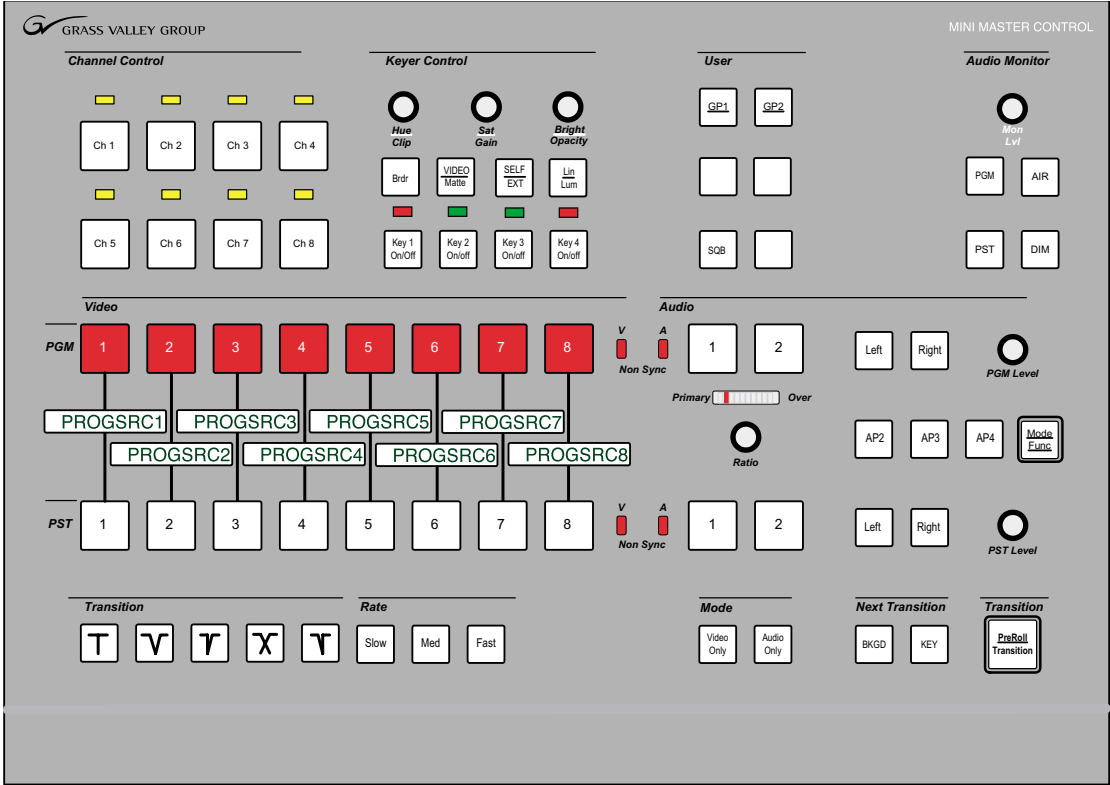 GRASS VALLEY GROUP
MINI MASTER CONTROL
Channel Control
Keyer Control
User
Audio Monitor
Ch 1
Ch 2
Ch 3
Ch 4
Ch 5
Ch 6
Ch 7
Ch 8
Hue
Clip
Sat
Gain
Bright
Opacity
Brdr
VIDEO
Matte
SELF
EXT
Lin
Lum
Key 1
On/Off
Key 2
On/off
Key 3
On/off
Key 4
On/off
GP1
GP2
SQB
Mon
Lvl
PGM
AIR
PST
DIM
Video
Audio
PGM
1
2
3
4
5
6
7
8
V
A
Non Sync
1
2
Left
Right
PGM Level
PROGSRC1
PROGSRC3
PROGSRC5
PROGSRC7
PROGSRC2
PROGSRC4
PROGSRC6
PROGSRC8
Primary
Over
Ratio
AP2
AP3
AP4
Mode
Func
PST
1
2
3
4
5
6
7
8
V
A
Non Sync
1
2
Left
Right
PST Level
Transition
Rate
Mode
Next Transition
Transition
Slow
Med
Fast
Video
Only
Audio
Only
BKGD
KEY
PreRoll
Transition